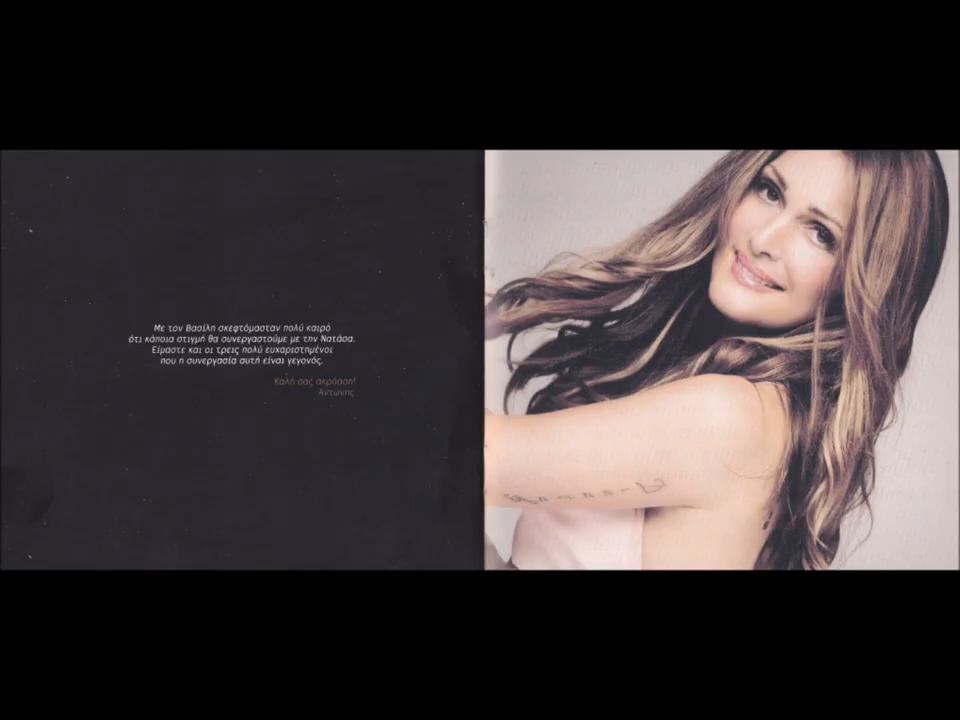 Με τον Βασίλη σκεφτόμασταν πολύ καιρό
ότι κάποια στιγμή θα συνεργαστούμε με την Νατάσα.
Είμαστε και οι τρεις πολύ ευχαριστημένοι
που η συνεργασία αυτή είναι γεγονός.
Καλή σας ακρόαση!
Αντώνης